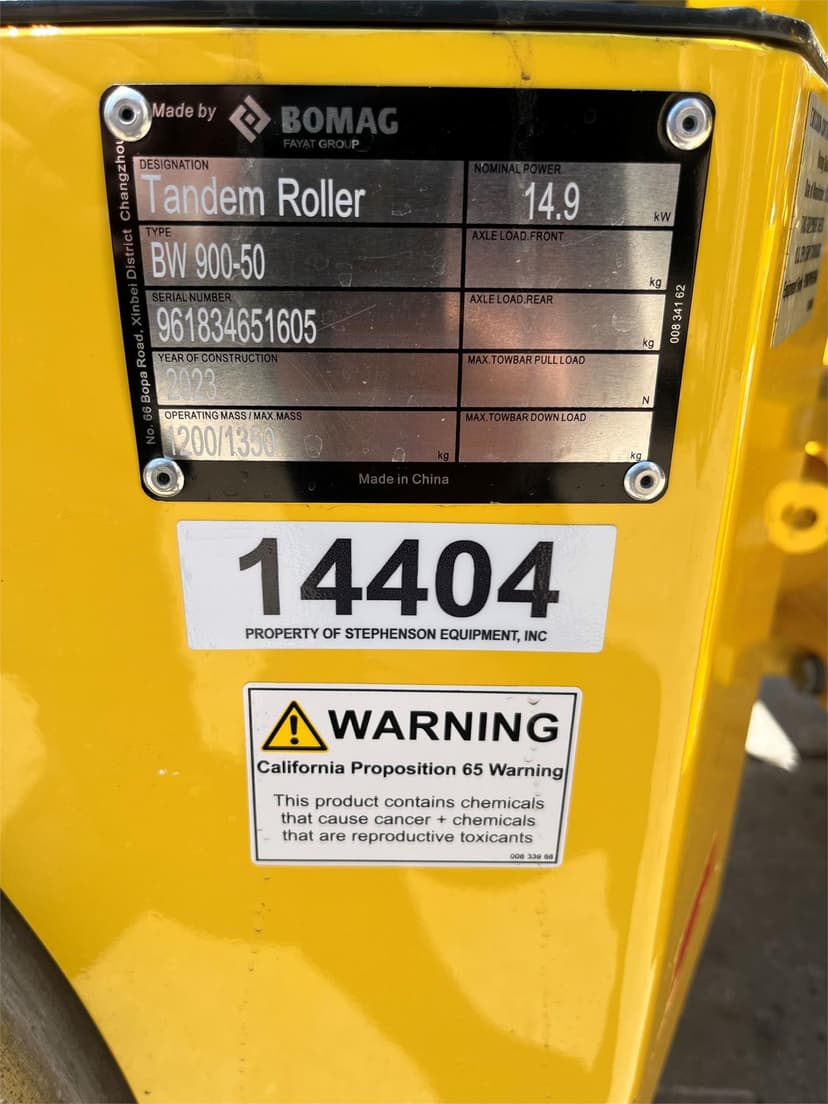 Made by BOMAG
FAYAT GROUP
No. 66 Bopa Road, Xinbei District Changzhou
DESIGNATION
Tandem Roller
NOMINAL POWER
14.9 kW
TYPE
BW 900-50
AXLE LOAD.FRONT
kg
SERIAL NUMBER
961834651605
AXLE LOAD.REAR
kg
YEAR OF CONSTRUCTION
2023
MAX.TOWBAR PULL LOAD
N
OPERATING MASS / MAX.MASS
1200/1350 kg
MAX.TOWBAR DOWN LOAD
kg
008 341 62
Made in China
14404
PROPERTY OF STEPHENSON EQUIPMENT, INC
WARNING
California Proposition 65 Warning
This product contains chemicals
that cause cancer + chemicals
that are reproductive toxicants
008 339 68